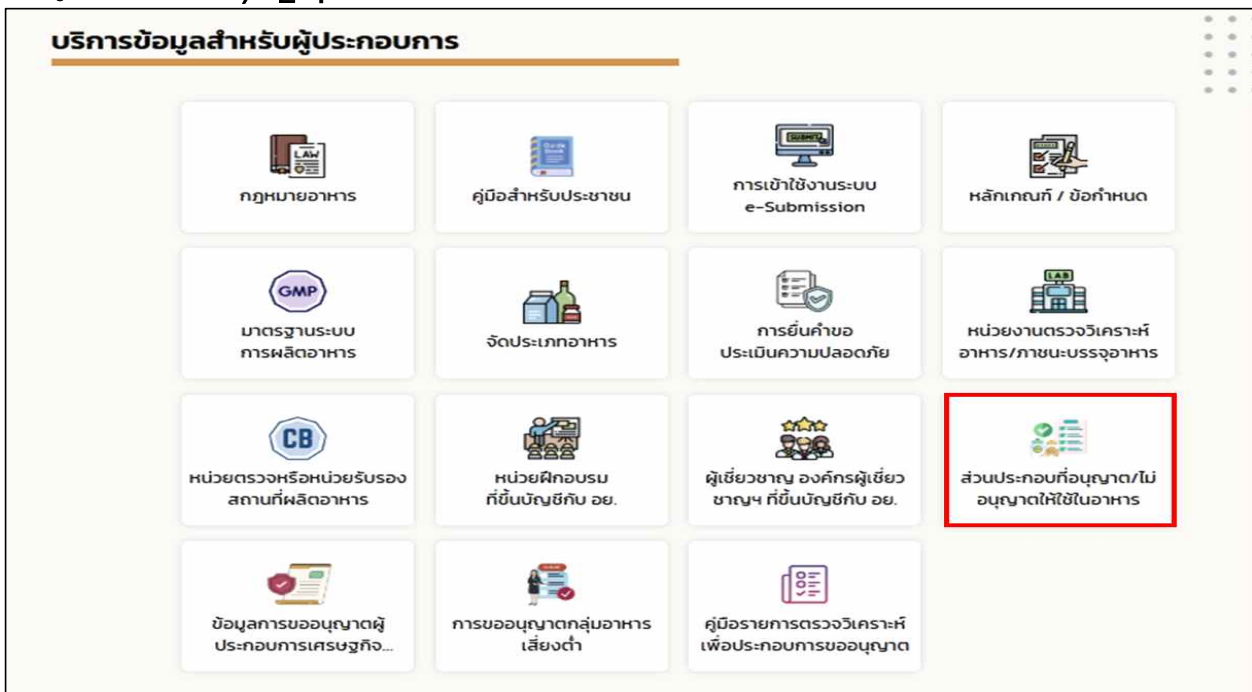 บริการข้อมูลสำหรับผู้ประกอบการ
LAW
กฎหมายอาหาร
Guide
Book
คู่มือสำหรับประชาชน
SUBMIT
การเข้าใช้งานระบบ
e-Submission
หลักเกณฑ์ / ข้อกำหนด
GMP
มาตรฐานระบบ
การผลิตอาหาร
จัดประเภทอาหาร
การยื่นคำขอ
ประเมินความปลอดภัย
LAB
หน่วยงานตรวจวิเคราะห์
อาหาร/ภาชนะบรรจุอาหาร
CB
หน่วยตรวจหรือหน่วยรับรอง
สถานที่ผลิตอาหาร
หน่วยฝึกอบรม
ที่ขึ้นบัญชีกับ อย.
ผู้เชี่ยวชาญ องค์กรผู้เชี่ยว
ชาญฯ ที่ขึ้นบัญชีกับ อย.
ส่วนประกอบที่อนุญาต/ไม่
อนุญาตให้ใช้ในอาหาร
ข้อมูลการขออนุญาตผู้
ประกอบการเศรษฐกิจ...
การขออนุญาตกลุ่มอาหาร
เสี่ยงต่ำ
คู่มือรายการตรวจวิเคราะห์
เพื่อประกอบการขออนุญาต